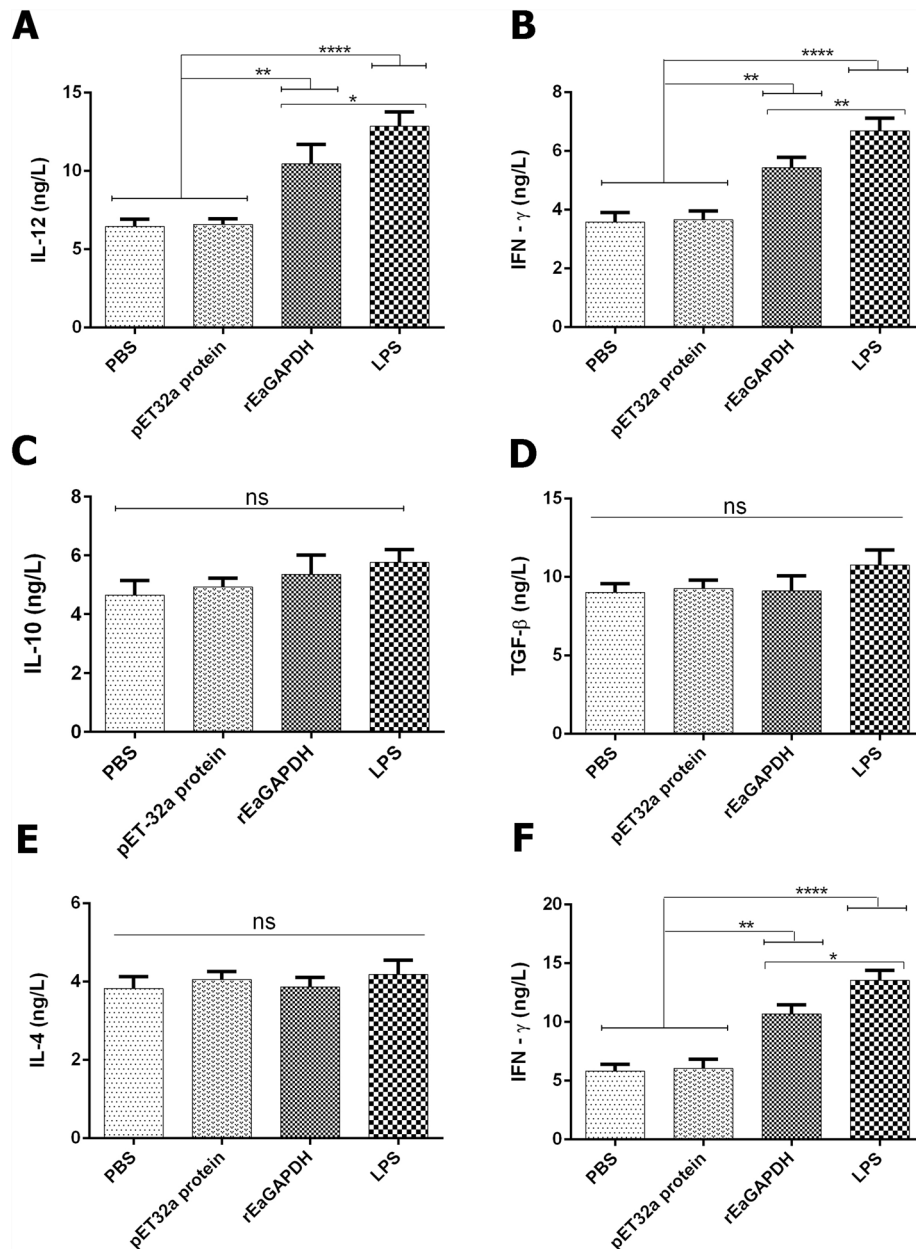 A
****
**
*
15
10
5
0
IL-12 (ng/L)
PBS
pET32a protein
rEaGAPDH
LPS
B
****
**
**
8
6
4
2
0
IFN - γ (ng/L)
PBS
pET32a protein
rEaGAPDH
LPS
C
ns
8
6
4
2
0
IL-10 (ng/L)
PBS
pET-32a protein
rEaGAPDH
LPS
D
ns
15
10
5
0
TGF-β (ng/L)
PBS
pET32a protein
rEaGAPDH
LPS
E
ns
6
4
2
0
IL-4 (ng/L)
PBS
pET32a protein
rEaGAPDH
LPS
F
****
**
*
20
15
10
5
0
IFN - γ (ng/L)
PBS
pET32a protein
rEaGAPDH
LPS